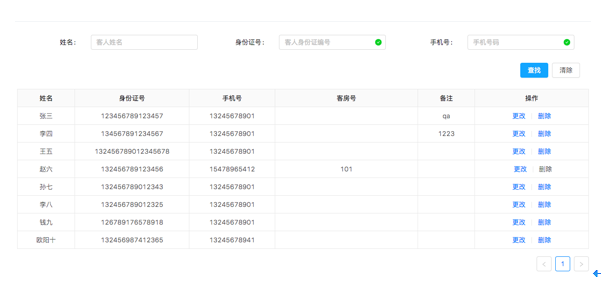 姓名： 客人姓名 身份证号： 客人身份证编号 手机号： 手机号码
查找 清除
姓名 身份证号 手机号 客房号 备注 操作
张三 123456789123457 13245678901 qa 更改 删除
李四 134567891234567 13245678901 1223 更改 删除
王五 132456789012345678 13245678901 更改 删除
赵六 132456789123456 15478965412 101 更改 删除
孙七 132456789012343 13245678901 更改 删除
李八 132456789012325 13245678901 更改 删除
钱九 126789176578918 13245678901 更改 删除
欧阳十 132456987412365 13245678941 更改 删除
< 1 >